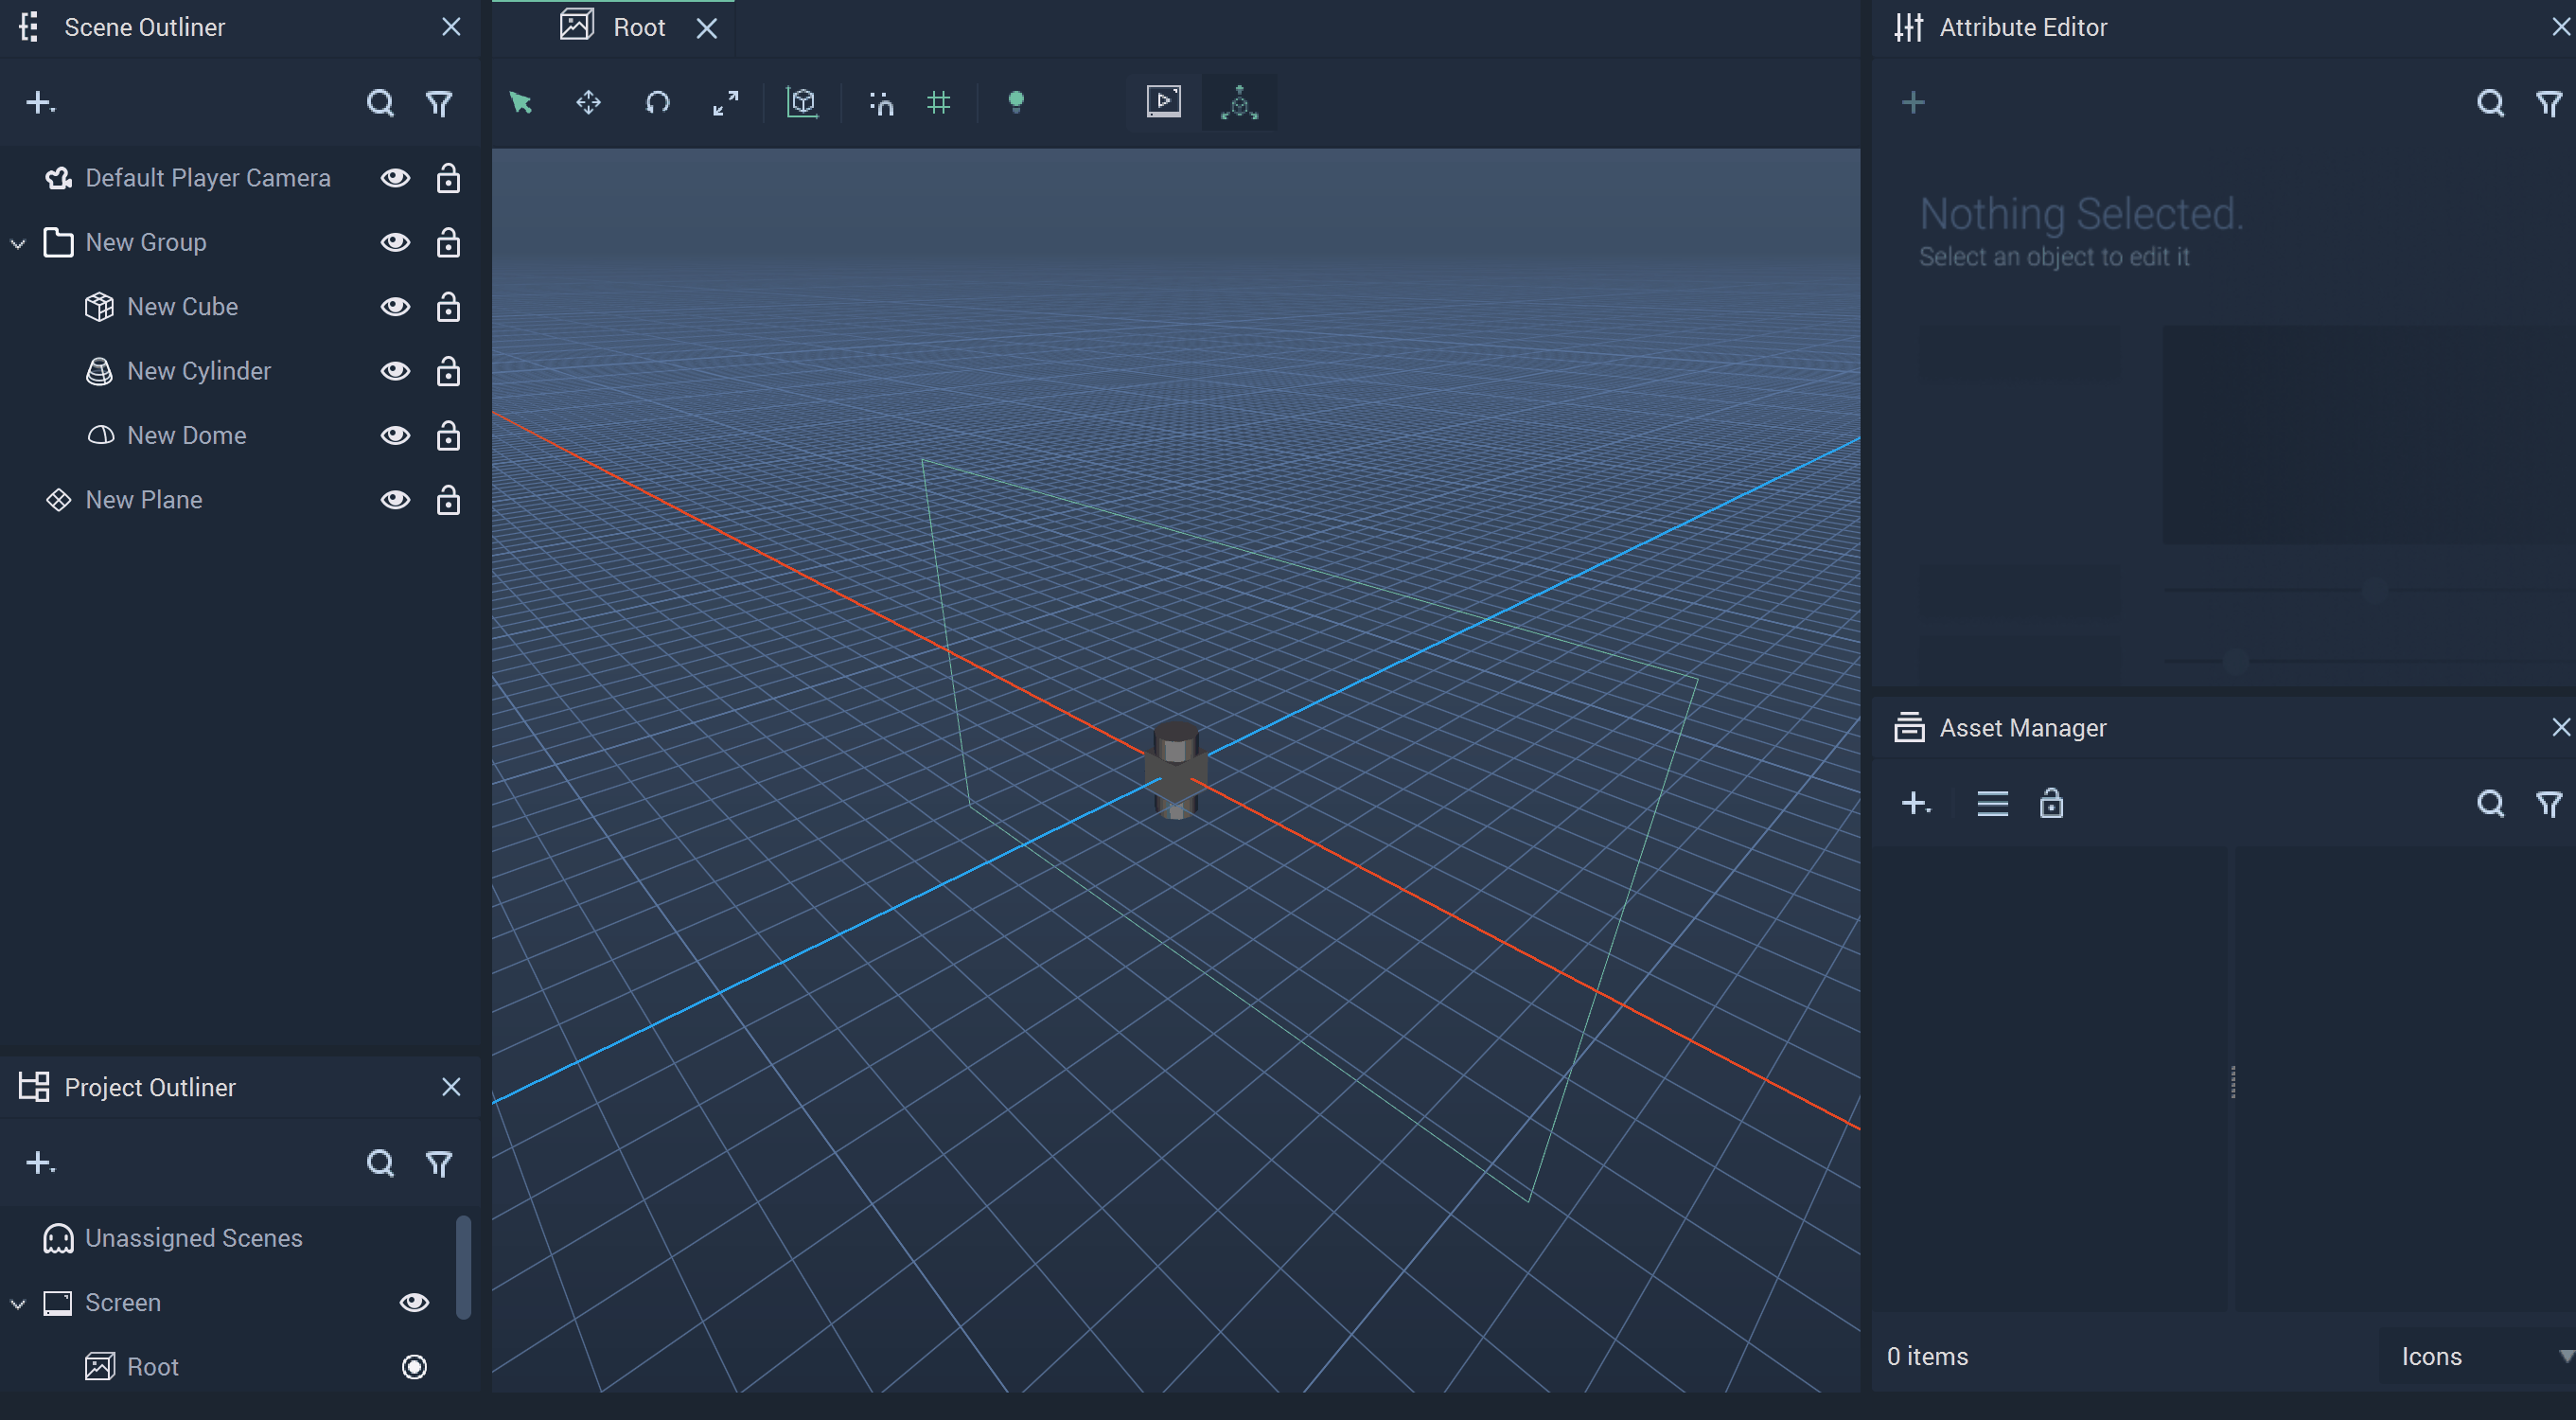 Scene Outliner
Default Player Camera
New Group
New Cube
New Cylinder
New Dome
New Plane
Project Outliner
Unassigned Scenes
Screen
Root
Root
Attribute Editor
Nothing Selected.
Select an object to edit it
Asset Manager
0 items
Icons